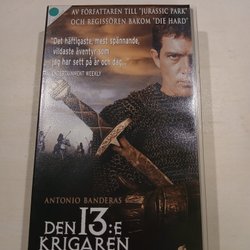 AV FÖRFATTAREN TILL "JURASSIC PARK"
OCH REGISSÖREN BAKOM "DIE HARD"
"DET häftigaste, mest spännande,
vildaste äventyr som
jag har sett på år och dag..."
ENTERTAINMENT WEEKLY
ANTONIO BANDERAS
DEN 13:E
KRIGAREN